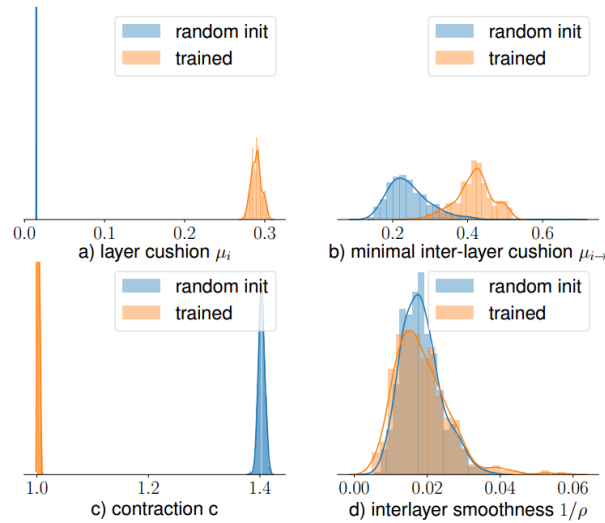 random init
trained
random init
trained
0.0 0.1 0.2 0.3
0.2 0.4 0.6
a) layer cushion μᵢ
b) minimal inter-layer cushion μᵢ→
random init
trained
random init
trained
1.0 1.2 1.4
0.00 0.02 0.04 0.06
c) contraction c
d) interlayer smoothness 1/ρ